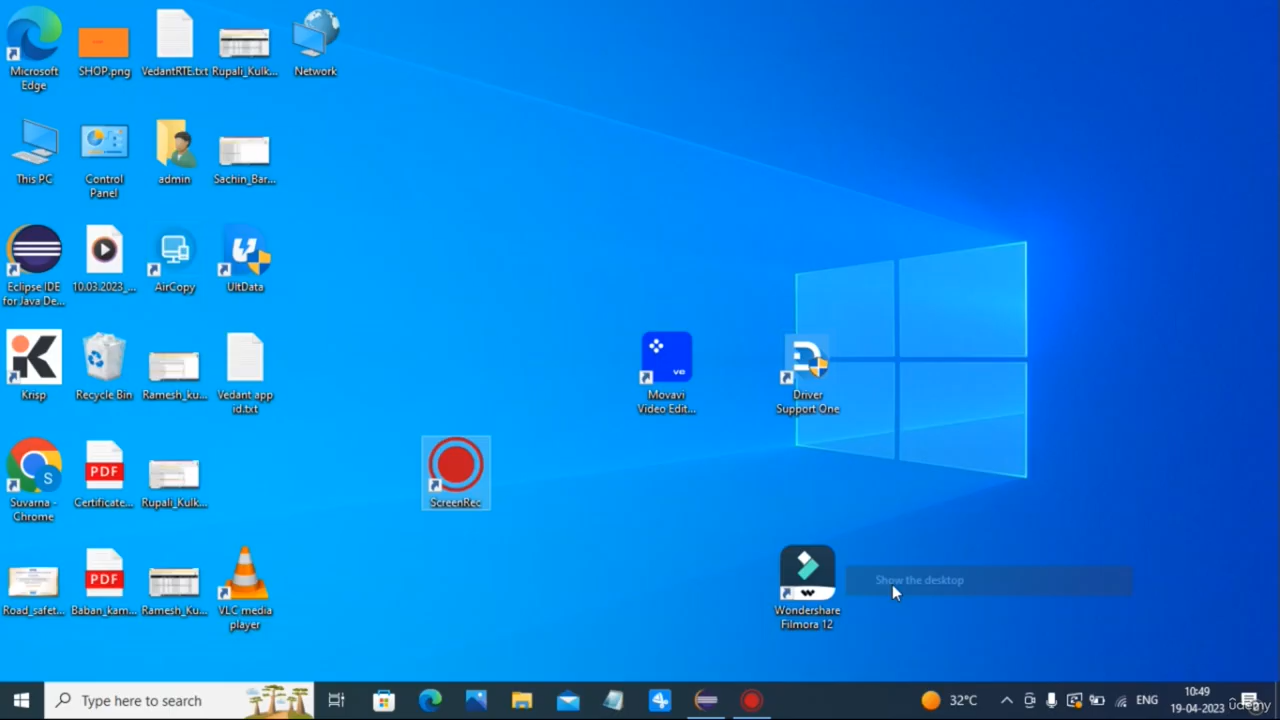 Microsoft
Edge
SHOP.png
VedantRTE.txt
Rupali_Kulk...
Network
This PC
Control
Panel
admin
Sachin_Bar...
Eclipse IDE
for Java De...
10.03.2023_...
AirCopy
UltData
Krisp
Recycle Bin
Ramesh_ku...
Vedant app
id.txt
Movavi
Video Edit...
Driver
Support One
Suvarna -
Chrome
S
PDF
Certificate...
Rupali_Kulk...
ScreenRec
Road_safet...
PDF
Baban_kam...
Ramesh_Ku...
VLC media
player
Wondershare
Filmora 12
Show the desktop
Type here to search
32°C
ENG
10:49
19-04-2023
ûdemy